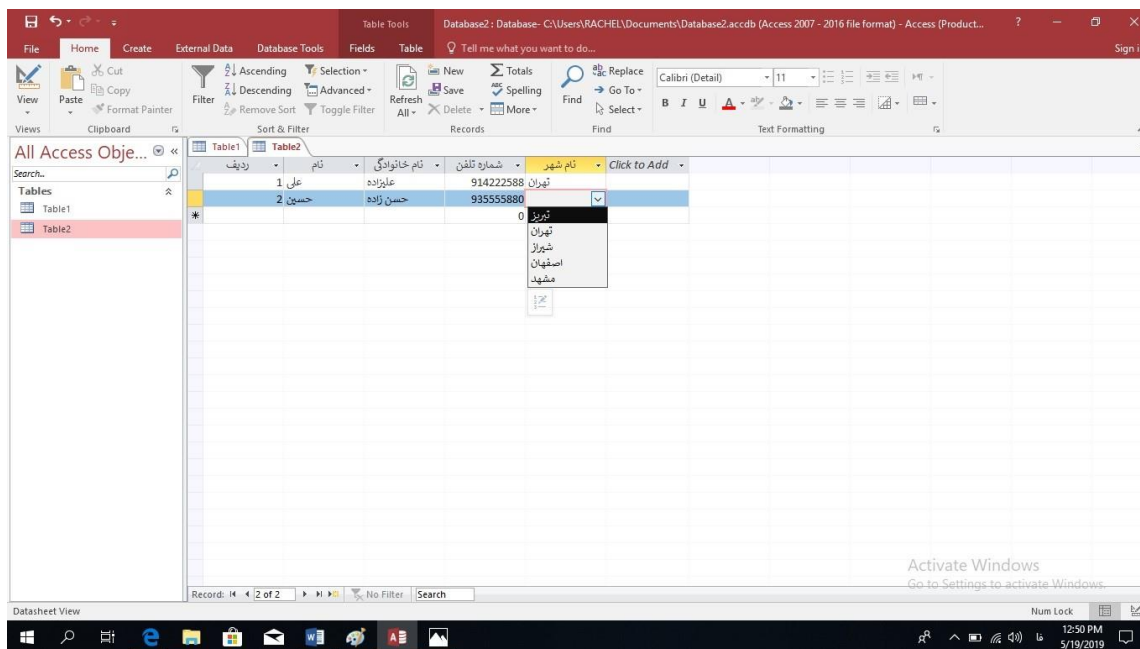 Table Tools
Database2 : Database- C:\Users\RACHEL\Documents\Database2.accdb (Access 2007 - 2016 file format) - Access (Product...
File Home Create External Data Database Tools Fields Table Tell me what you want to do... Sign i
View
Views
Paste
Cut
Copy
Format Painter
Clipboard
Filter
Ascending
Descending
Remove Sort
Selection
Advanced
Toggle Filter
Sort & Filter
Refresh
All
New
Save
Delete
Totals
Spelling
More
Records
Find
Replace
Go To
Select
Find
Calibri (Detail) 11
B I U A
Text Formatting
All Access Obje...
Search..
Tables
Table1
Table2
Table1 Table2
ردیف نام نام خانوادگی شماره تلفن نام شهر Click to Add
1 علی علیزاده 914222588 تهران
2 حسین حسن زاده 935555880
0
تبریز
تهران
شیراز
اصفهان
مشهد
Activate Windows
Go to Settings to activate Windows.
Record: 2 of 2 No Filter Search
Datasheet View Num Lock
فا
12:50 PM
5/19/2019